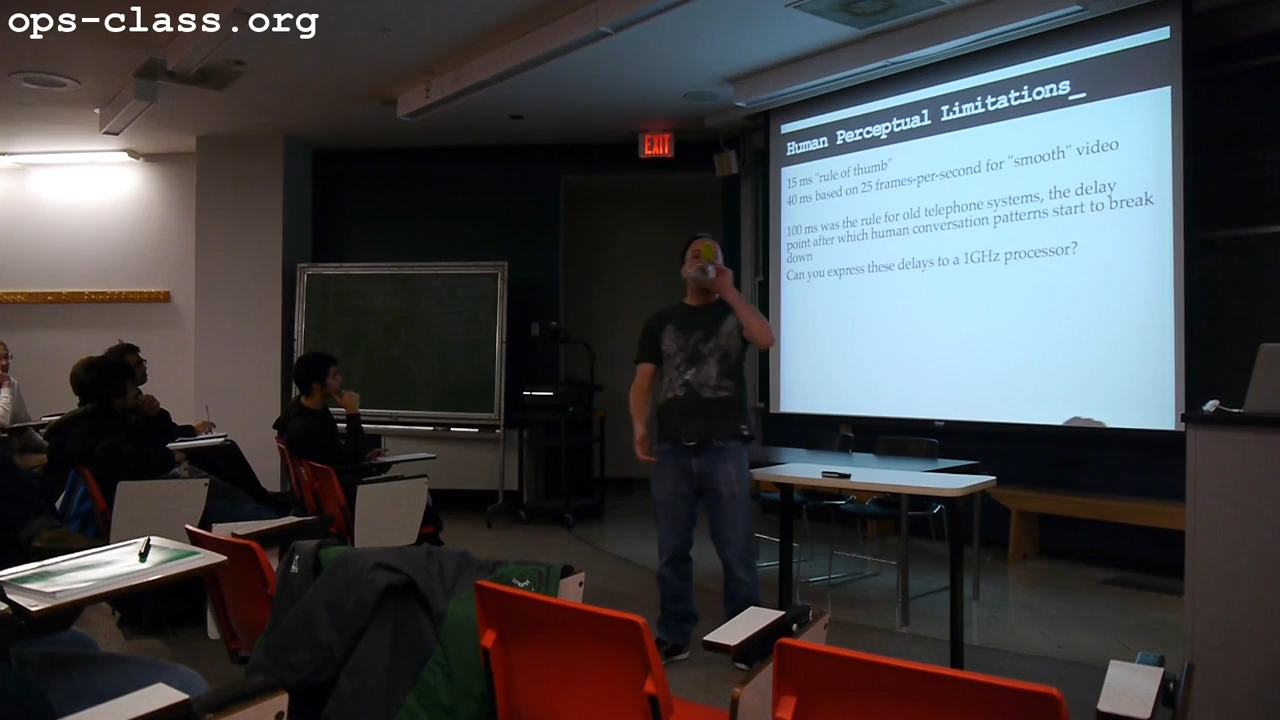 ops-class.org
EXIT
Human Perceptual Limitations_
15 ms "rule of thumb"
40 ms based on 25 frames-per-second for "smooth" video
100 ms was the rule for old telephone systems, the delay
point after which human conversation patterns start to break
down
Can you express these delays to a 1GHz processor?